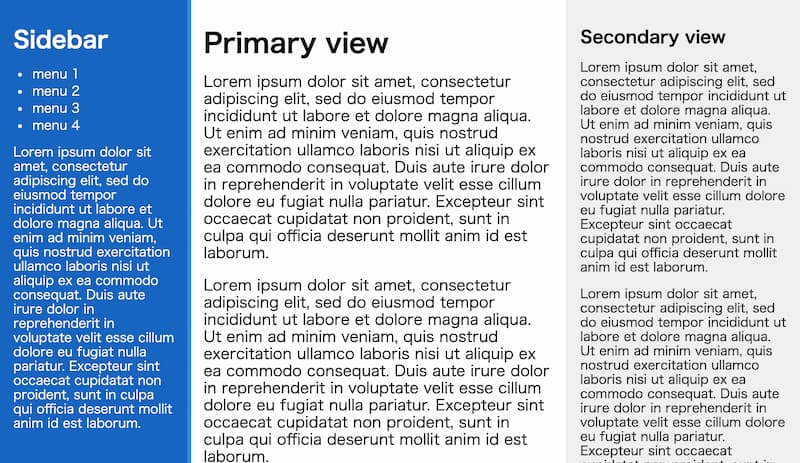 Sidebar
menu 1
menu 2
menu 3
menu 4
Lorem ipsum dolor sit
amet, consectetur
adipiscing elit, sed do
eiusmod tempor
incididunt ut labore et
dolore magna aliqua. Ut
enim ad minim veniam,
quis nostrud exercitation
ullamco laboris nisi ut
aliquip ex ea commodo
consequat. Duis aute
irure dolor in
reprehenderit in
voluptate velit esse cillum
dolore eu fugiat nulla
pariatur. Excepteur sint
occaecat cupidatat non
proident, sunt in culpa
qui officia deserunt mollit
anim id est laborum.
Primary view
Lorem ipsum dolor sit amet, consectetur
adipiscing elit, sed do eiusmod tempor
incididunt ut labore et dolore magna aliqua.
Ut enim ad minim veniam, quis nostrud
exercitation ullamco laboris nisi ut aliquip ex
ea commodo consequat. Duis aute irure dolor
in reprehenderit in voluptate velit esse cillum
dolore eu fugiat nulla pariatur. Excepteur sint
occaecat cupidatat non proident, sunt in
culpa qui officia deserunt mollit anim id est
laborum.
Lorem ipsum dolor sit amet, consectetur
adipiscing elit, sed do eiusmod tempor
incididunt ut labore et dolore magna aliqua.
Ut enim ad minim veniam, quis nostrud
exercitation ullamco laboris nisi ut aliquip ex
ea commodo consequat. Duis aute irure dolor
in reprehenderit in voluptate velit esse cillum
dolore eu fugiat nulla pariatur. Excepteur sint
occaecat cupidatat non proident, sunt in
culpa qui officia deserunt mollit anim id est
laborum.
Secondary view
Lorem ipsum dolor sit amet,
consectetur adipiscing elit, sed
do eiusmod tempor incididunt ut
labore et dolore magna aliqua.
Ut enim ad minim veniam, quis
nostrud exercitation ullamco
laboris nisi ut aliquip ex ea
commodo consequat. Duis aute
irure dolor in reprehenderit in
voluptate velit esse cillum dolore
eu fugiat nulla pariatur.
Excepteur sint occaecat
cupidatat non proident, sunt in
culpa qui officia deserunt mollit
anim id est laborum.
Lorem ipsum dolor sit amet,
consectetur adipiscing elit, sed
do eiusmod tempor incididunt ut
labore et dolore magna aliqua.
Ut enim ad minim veniam, quis
nostrud exercitation ullamco
laboris nisi ut aliquip ex ea
commodo consequat. Duis aute
irure dolor in reprehenderit in
voluptate velit esse cillum dolore
eu fugiat nulla pariatur.
Excepteur sint occaecat